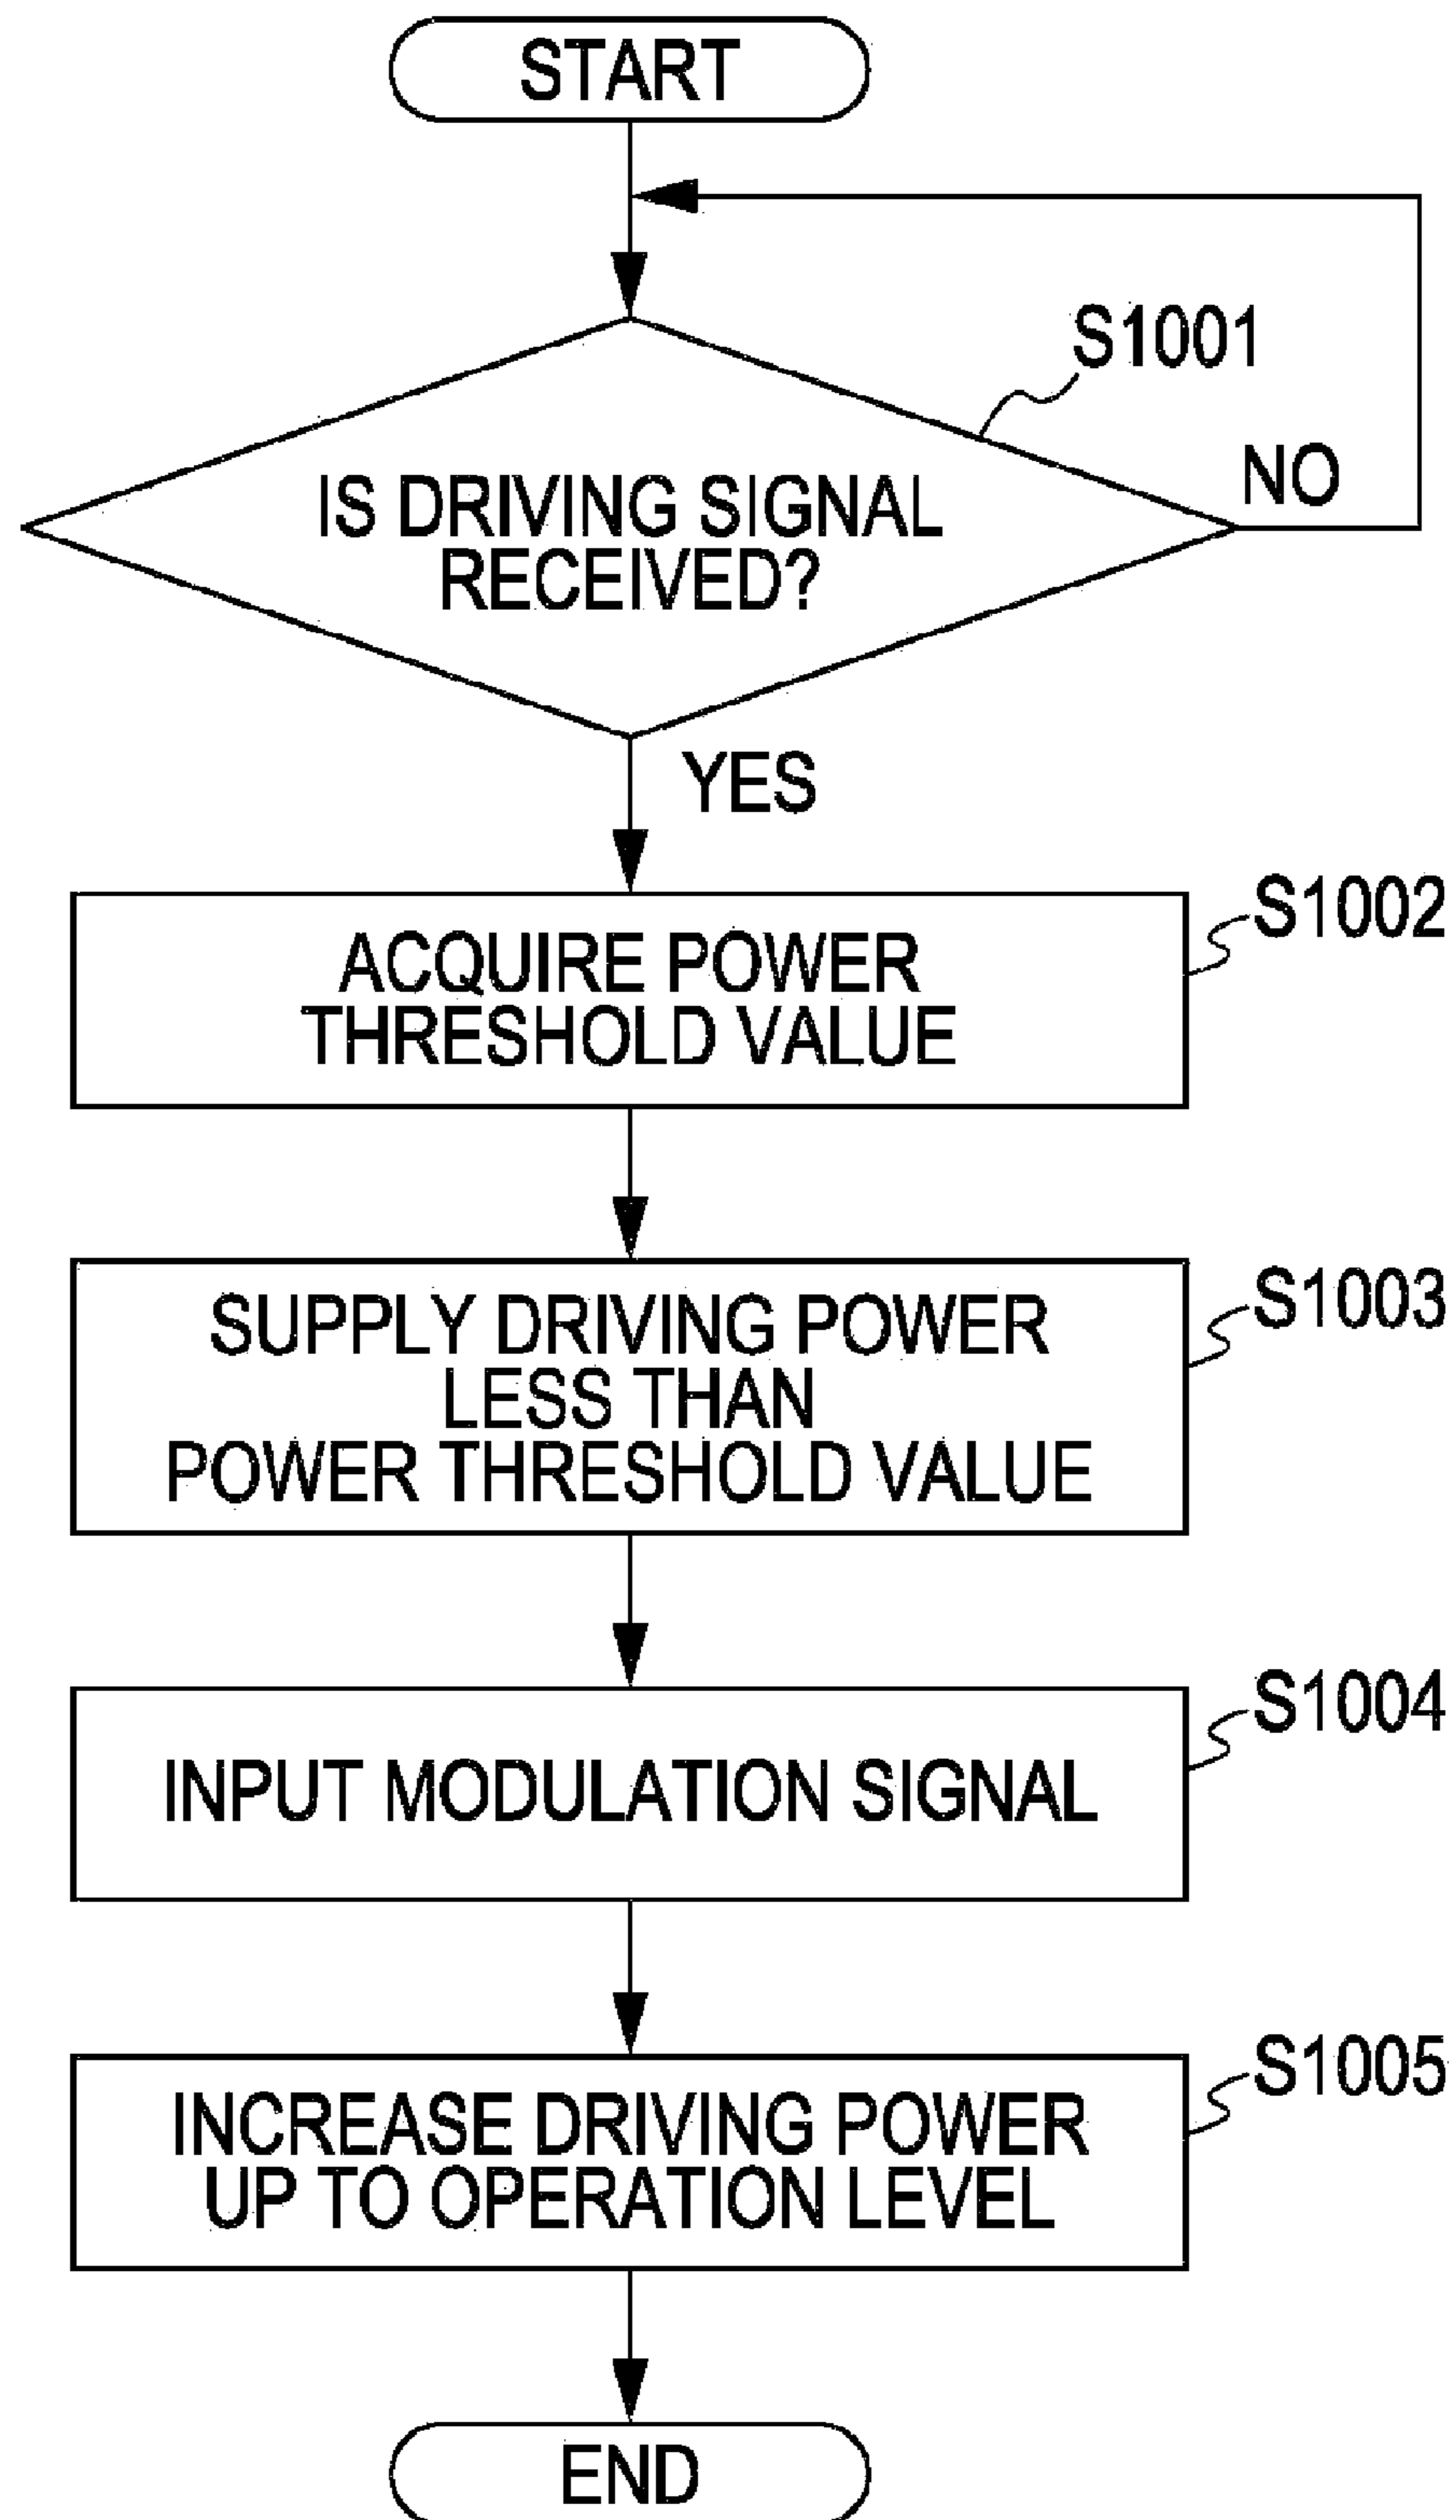 START
S1001
NO
IS DRIVING SIGNAL
RECEIVED?
YES
S1002
ACQUIRE POWER
THRESHOLD VALUE
S1003
SUPPLY DRIVING POWER
LESS THAN
POWER THRESHOLD VALUE
S1004
INPUT MODULATION SIGNAL
S1005
INCREASE DRIVING POWER
UP TO OPERATION LEVEL
END